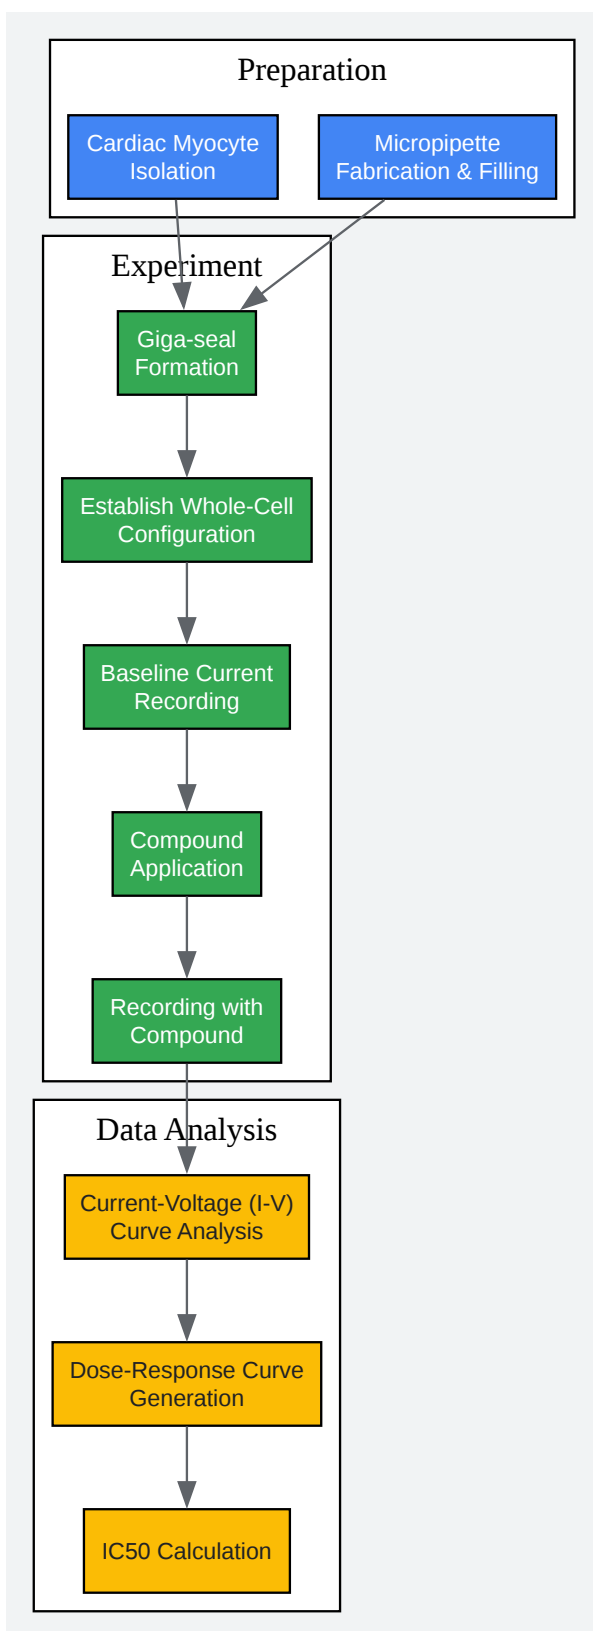 Preparation
Cardiac Myocyte
Isolation
Micropipette
Fabrication & Filling
Experiment
Giga-seal
Formation
Establish Whole-Cell
Configuration
Baseline Current
Recording
Compound
Application
Recording with
Compound
Data Analysis
Current-Voltage (I-V)
Curve Analysis
Dose-Response Curve
Generation
IC50 Calculation